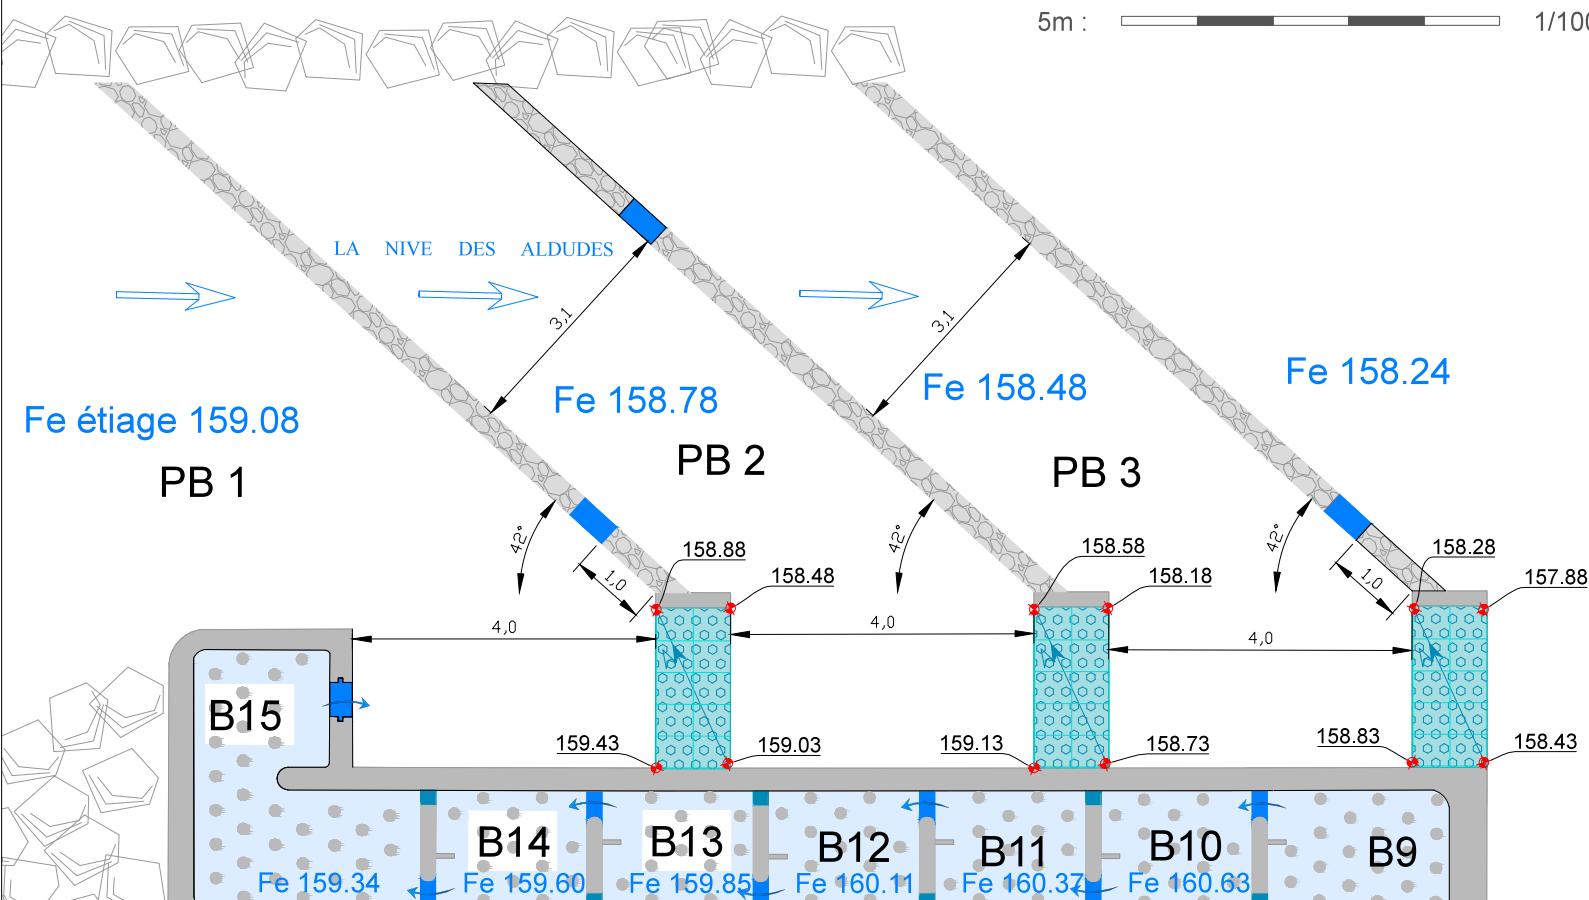 5m :
1/100
LA NIVE DES ALDUDES
3,1
3,1
Fe 158.24
Fe 158.78
Fe 158.48
Fe étiage 159.08
PB 1
PB 2
PB 3
42°
42°
42°
1,0
1,0
158.88
158.48
158.58
158.18
158.28
157.88
4,0
4,0
4,0
B15
159.43
159.03
159.13
158.73
158.83
158.43
B14
B13
B12
B11
B10
B9
Fe 159.34
Fe 159.60
Fe 159.85
Fe 160.11
Fe 160.37
Fe 160.63